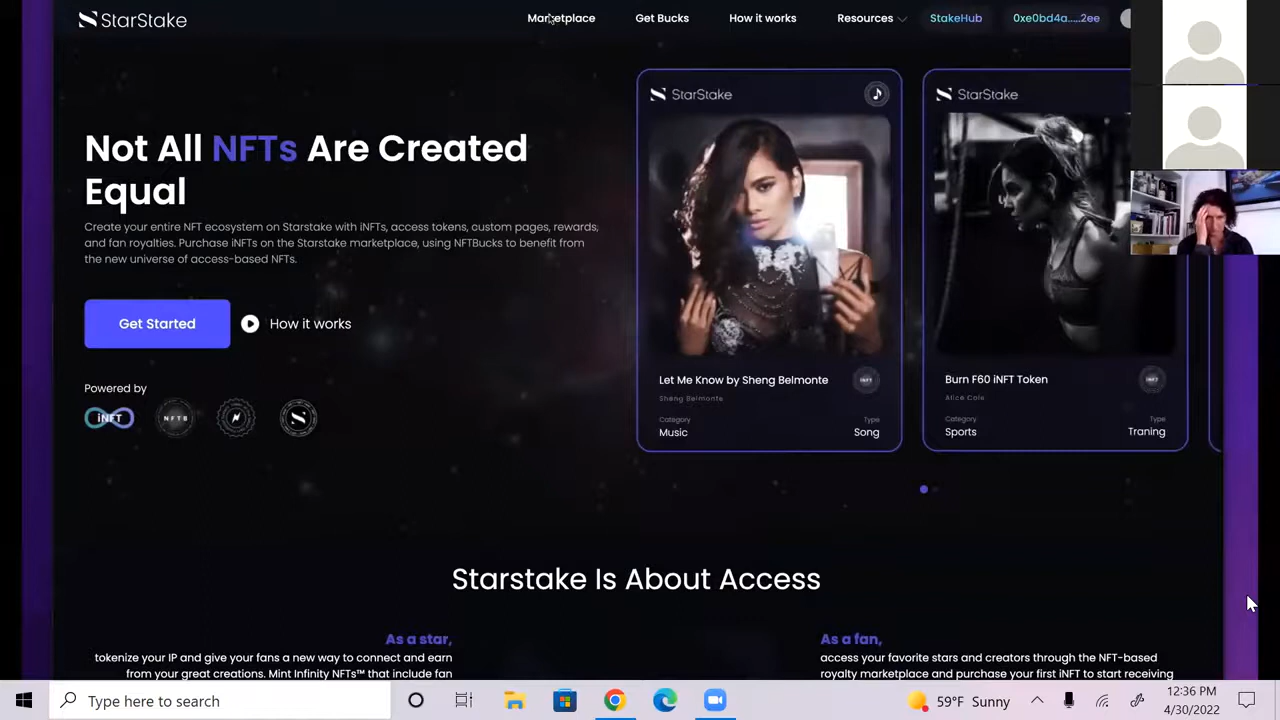 StarStake
Marketplace
Get Bucks
How it works
Resources
StakeHub
0xe0bd4a.....2ee
Not All NFTs Are Created
Equal
Create your entire NFT ecosystem on Starstake with iNFTs, access tokens, custom pages, rewards,
and fan royalties. Purchase iNFTs on the Starstake marketplace, using NFTBucks to benefit from
the new universe of access-based NFTs.
Get Started
How it works
Powered by
iNFT
NFTB
StarStake
Let Me Know by Sheng Belmonte
iNFT
Sheng Belmonte
Category
Type
Music
Song
StarStake
Burn F60 iNFT Token
iNFT
Alice Cole
Category
Type
Sports
Traning
Starstake Is About Access
As a star,
tokenize your IP and give your fans a new way to connect and earn
from your great creations. Mint Infinity NFTs™ that include fan
As a fan,
access your favorite stars and creators through the NFT-based
royalty marketplace and purchase your first iNFT to start receiving
Type here to search
59°F Sunny
12:36 PM
4/30/2022